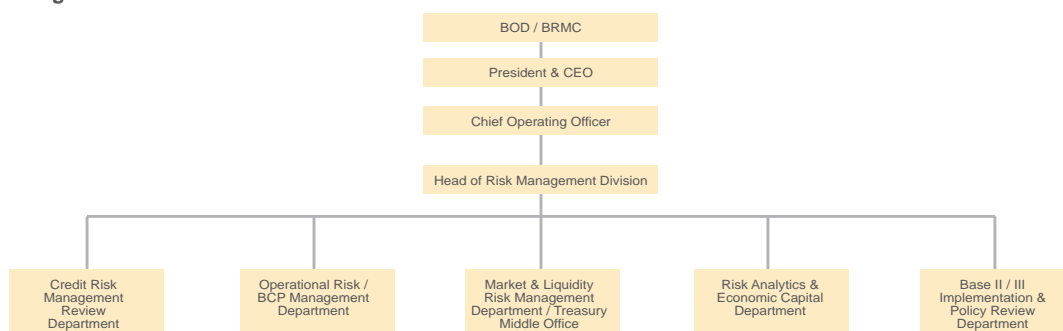 BOD / BRMC
President & CEO
Chief Operating Officer
Head of Risk Management Division
Credit Risk
Management
Review
Department
Operational Risk /
BCP Management
Department
Market & Liquidity
Risk Management
Department / Treasury
Middle Office
Risk Analytics &
Economic Capital
Department
Base II / III
Implementation &
Policy Review
Department